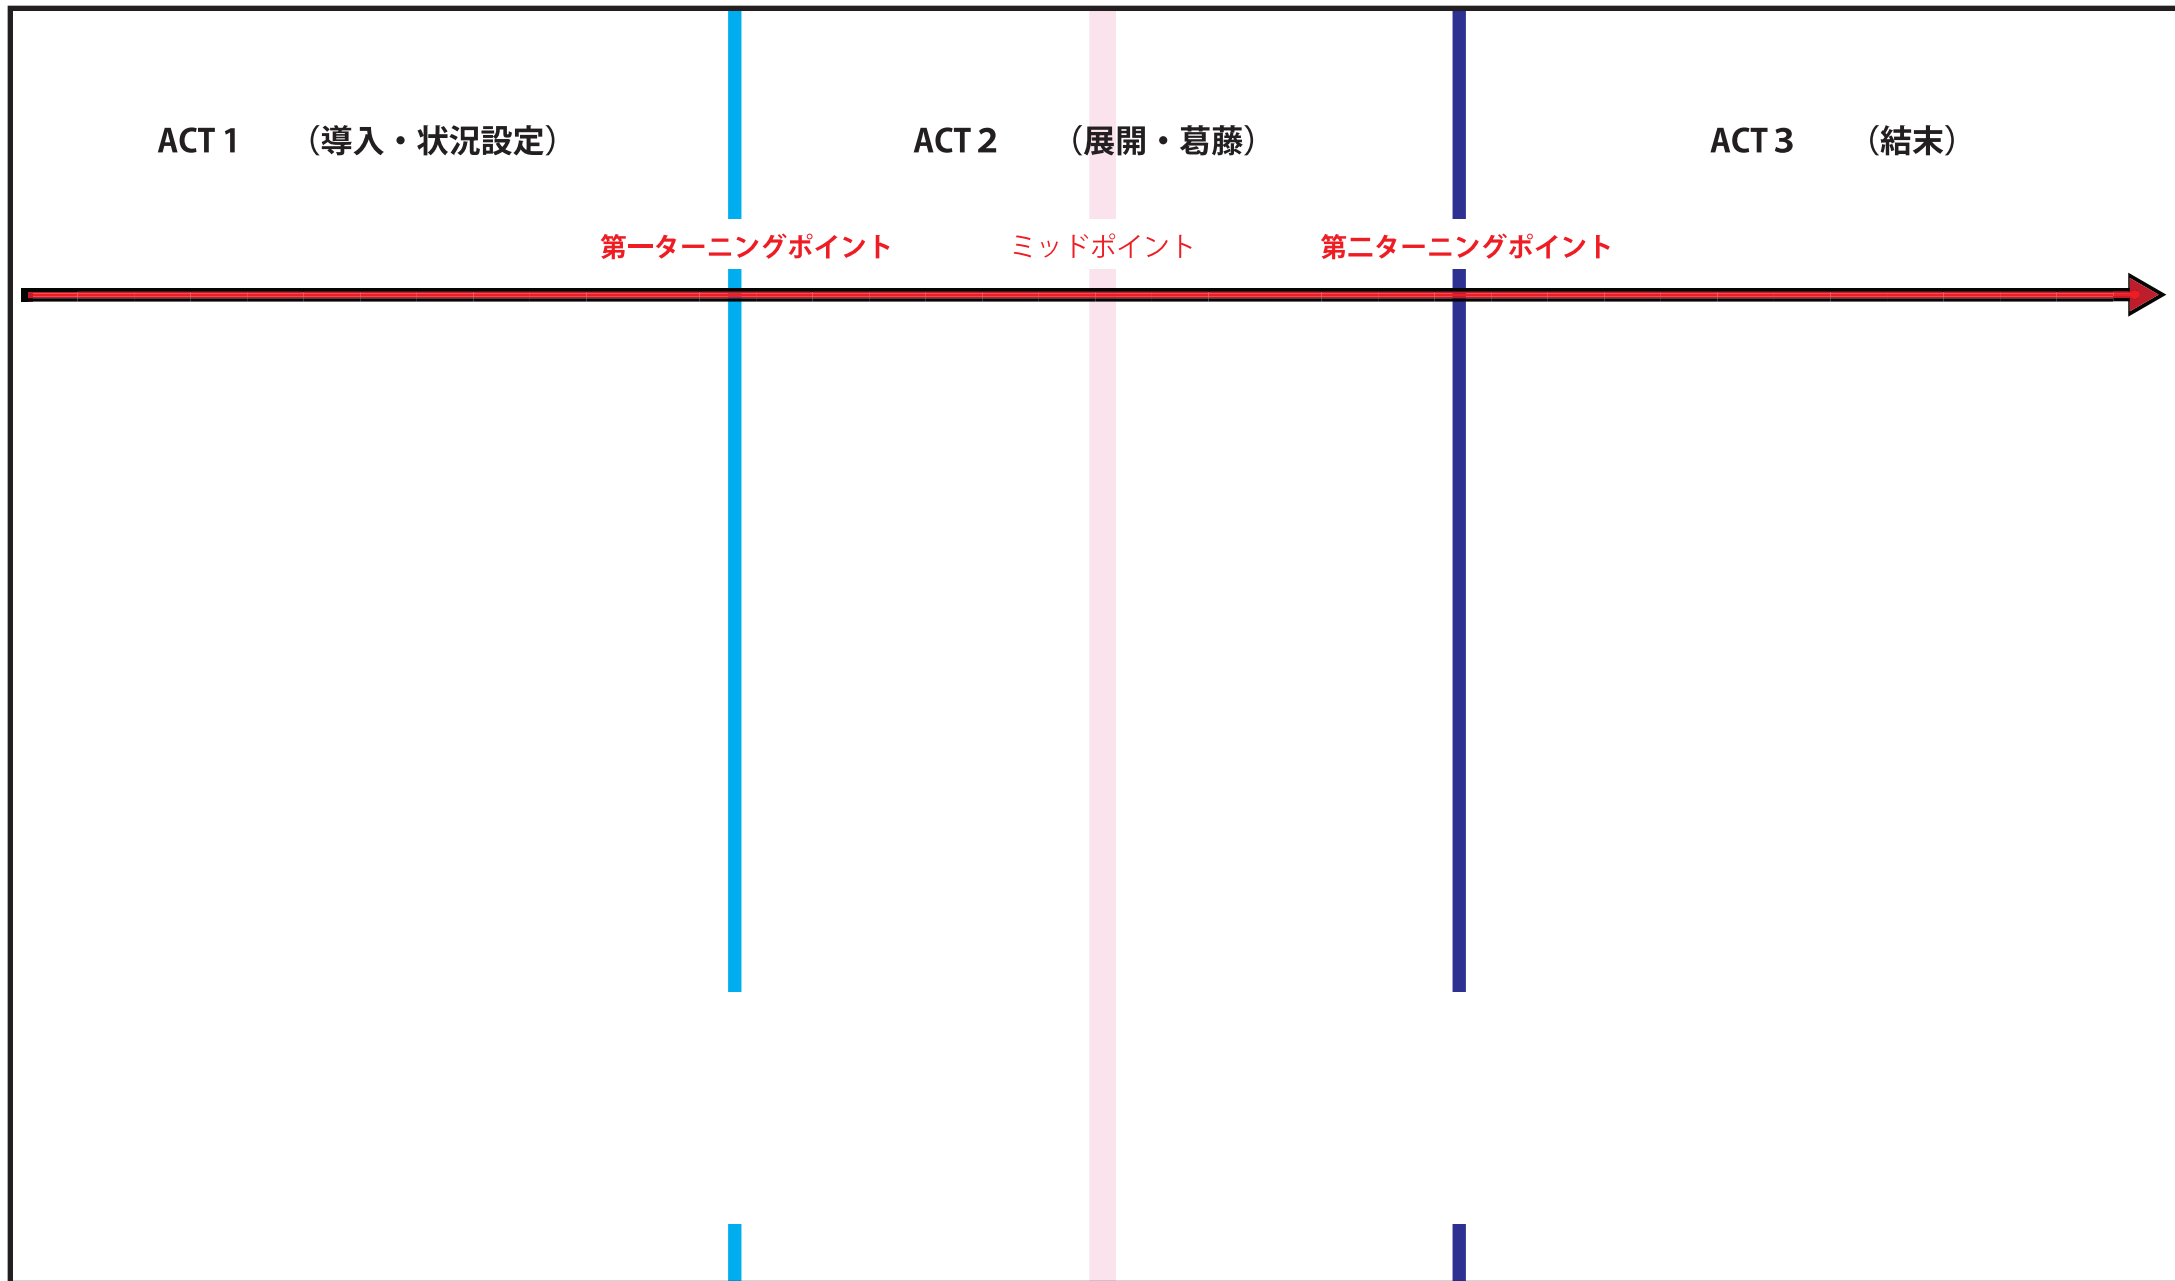 ACT 1 （導入・状況設定）
ACT 2 （展開・葛藤）
ACT 3 （結末）
第一ターニングポイント
ミッドポイント
第二ターニングポイント